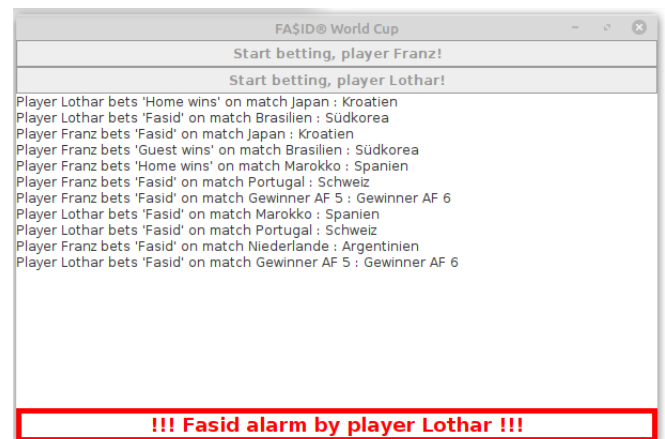 FA$ID® World Cup
Start betting, player Franz!
Start betting, player Lothar!
Player Lothar bets 'Home wins' on match Japan : Kroatien
Player Lothar bets 'Fasid' on match Brasilien : Südkorea
Player Franz bets 'Fasid' on match Japan : Kroatien
Player Franz bets 'Guest wins' on match Brasilien : Südkorea
Player Franz bets 'Home wins' on match Marokko : Spanien
Player Franz bets 'Fasid' on match Portugal : Schweiz
Player Franz bets 'Fasid' on match Gewinner AF 5 : Gewinner AF 6
Player Lothar bets 'Fasid' on match Marokko : Spanien
Player Lothar bets 'Fasid' on match Portugal : Schweiz
Player Franz bets 'Fasid' on match Niederlande : Argentinien
Player Lothar bets 'Fasid' on match Gewinner AF 5 : Gewinner AF 6
!!! Fasid alarm by player Lothar !!!